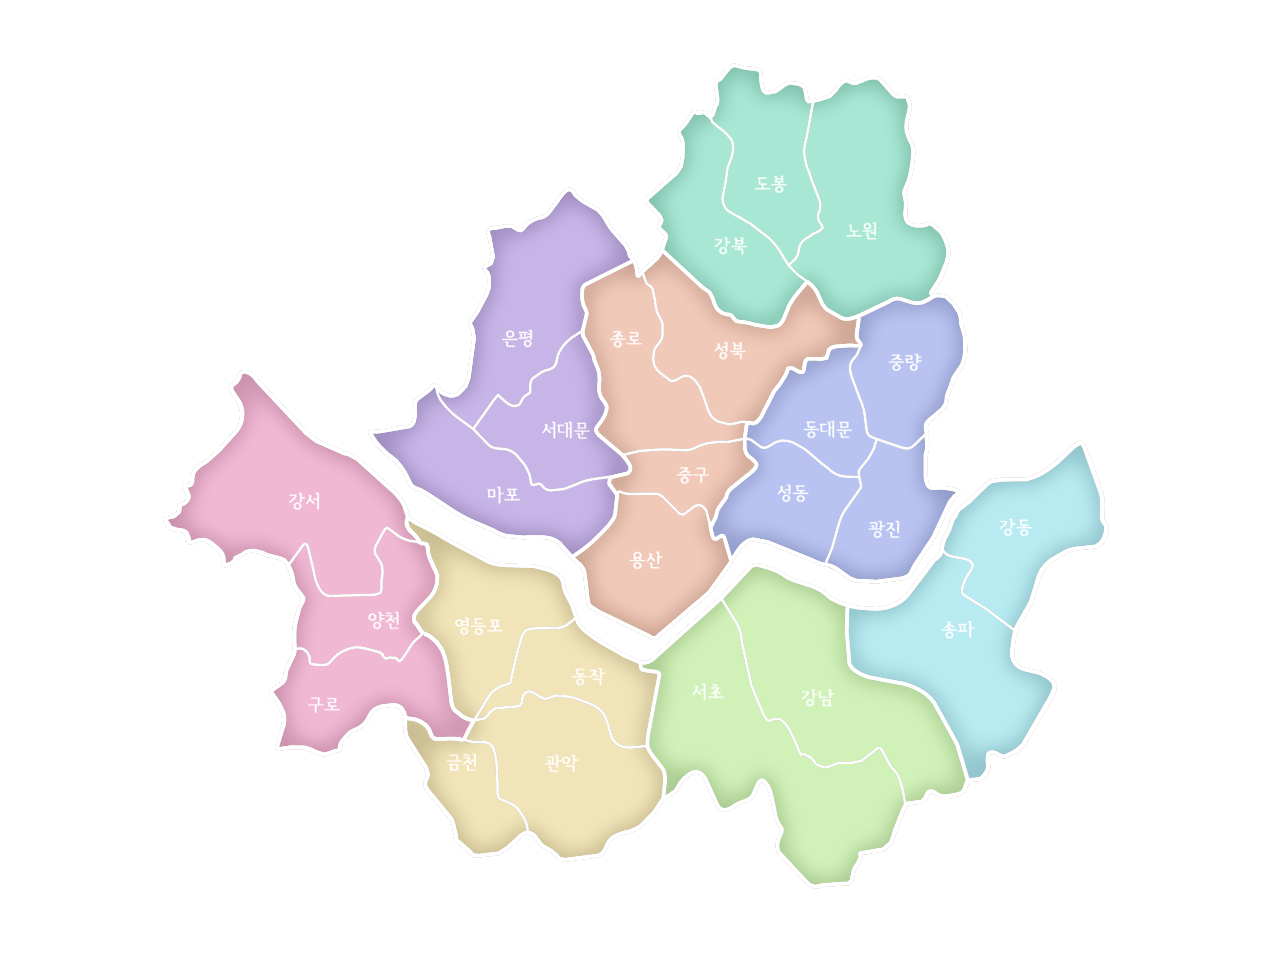 도봉
노원
강북
은평
종로
성북
중량
서대문
동대문
마포
중구
성동
강서
광진
강동
용산
양천
영등포
송파
동작
서초
강남
구로
금천
관악